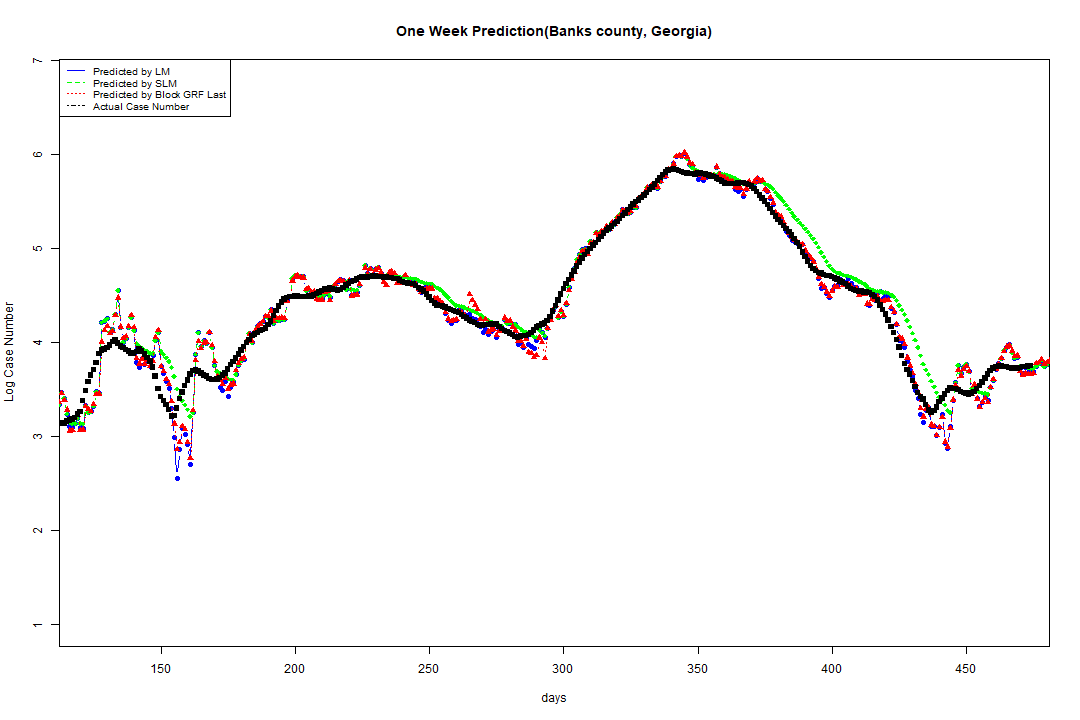 One Week Prediction(Banks county, Georgia)
Predicted by LM
Predicted by SLM
Predicted by Block GRF Last
Actual Case Number
Log Case Number
7
6
5
4
3
2
1
150 200 250 300 350 400 450
days